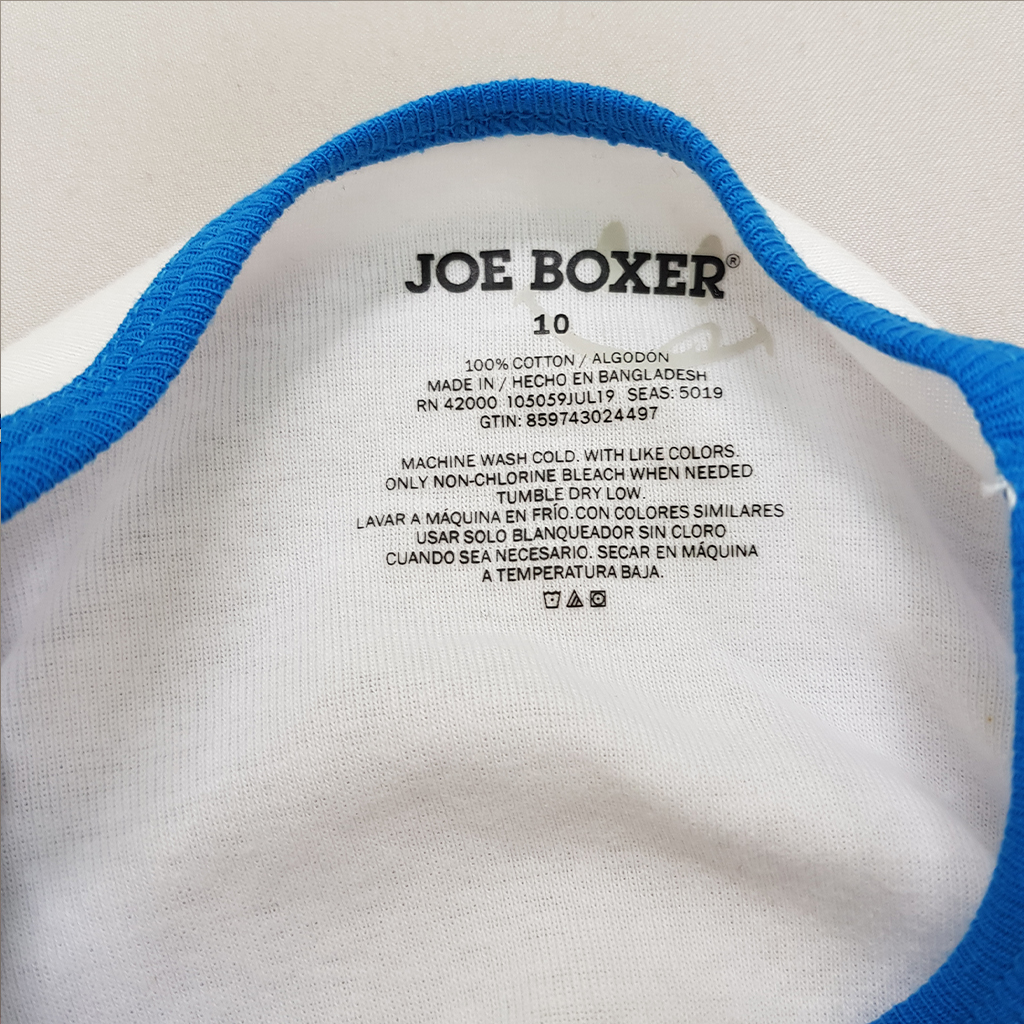 JOE BOXER®
10
100% COTTON / ALGODÓN
MADE IN / HECHO EN BANGLADESH
RN 42000 105059JUL19 SEAS: 5019
GTIN: 859743024497
MACHINE WASH COLD. WITH LIKE COLORS.
ONLY NON-CHLORINE BLEACH WHEN NEEDED
TUMBLE DRY LOW.
LAVAR A MÁQUINA EN FRÍO.CON COLORES SIMILARES
USAR SOLO BLANQUEADOR SIN CLORO
CUANDO SEA NECESARIO. SECAR EN MÁQUINA
A TEMPERATURA BAJA.